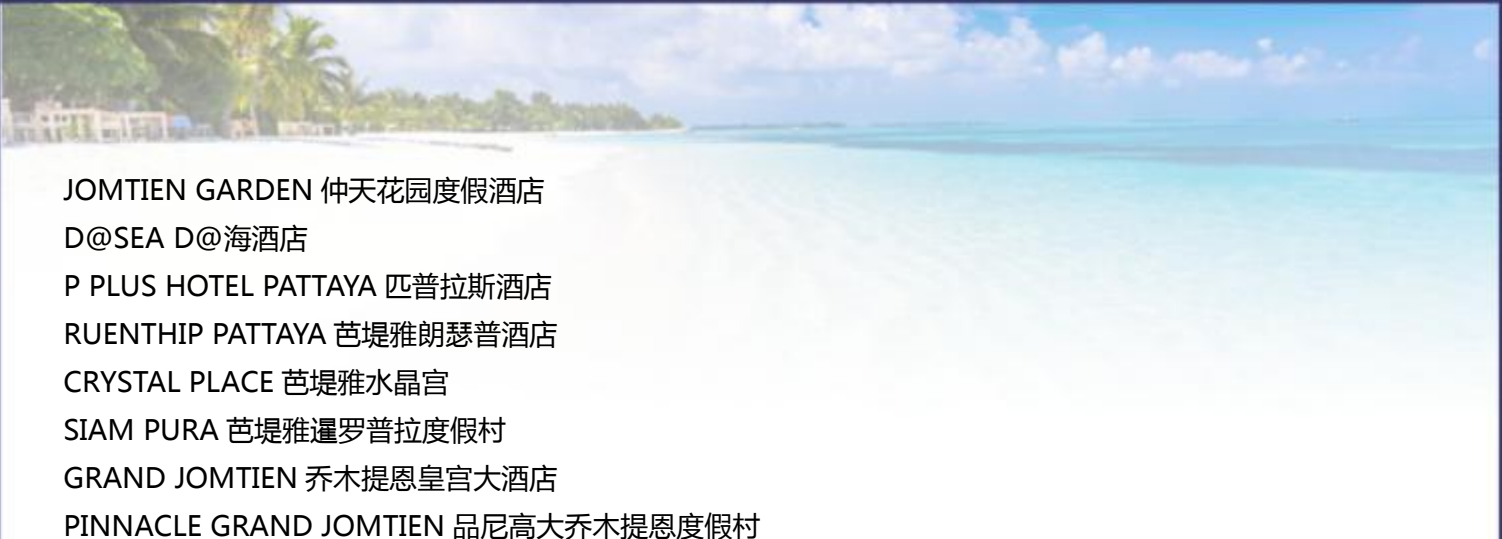 JOMTIEN GARDEN 仲天花园度假酒店
D@SEA D@海酒店
P PLUS HOTEL PATTAYA 匹普拉斯酒店
RUENTHIP PATTAYA 芭堤雅朗瑟普酒店
CRYSTAL PLACE 芭堤雅水晶宫
SIAM PURA 芭堤雅暹罗普拉度假村
GRAND JOMTIEN 乔木提恩皇宫大酒店
PINNACLE GRAND JOMTIEN 品尼高大乔木提恩度假村